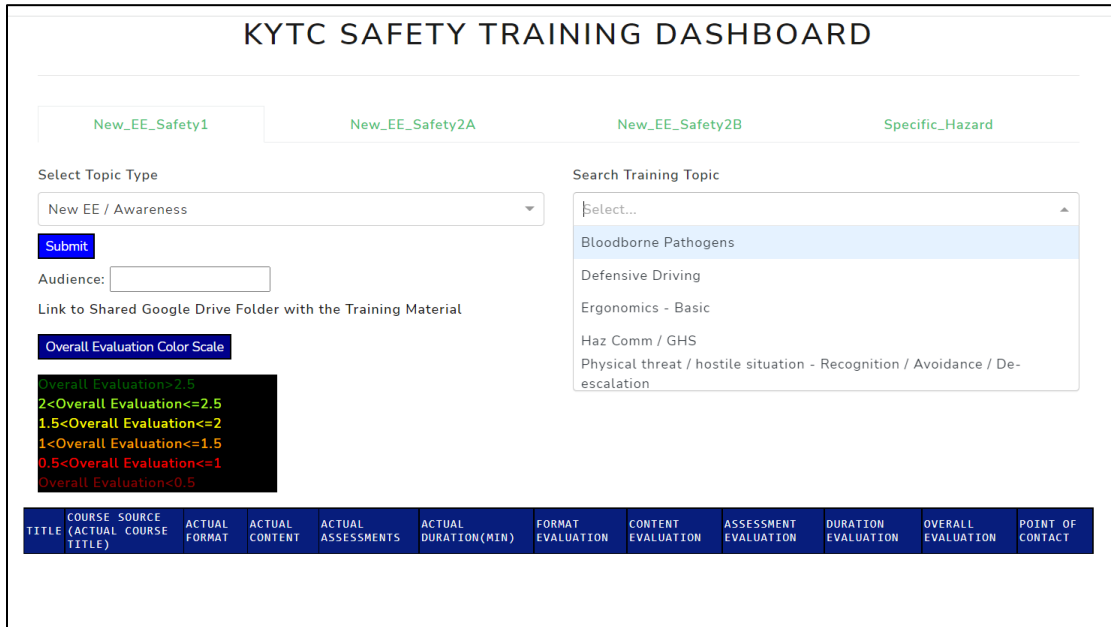 KYTC SAFETY TRAINING DASHBOARD
New_EE_Safety1
New_EE_Safety2A
New_EE_Safety2B
Specific_Hazard
Select Topic Type
New EE / Awareness
Submit
Audience:
Link to Shared Google Drive Folder with the Training Material
Overall Evaluation Color Scale
Overall Evaluation>2.5
2<Overall Evaluation<=2.5
1.5<Overall Evaluation<=2
1<Overall Evaluation<=1.5
0.5<Overall Evaluation<=1
Overall Evaluation<0.5
Search Training Topic
Select...
Bloodborne Pathogens
Defensive Driving
Ergonomics - Basic
Haz Comm / GHS
Physical threat / hostile situation - Recognition / Avoidance / De-
escalation
TITLE
COURSE SOURCE
(ACTUAL COURSE
TITLE)
ACTUAL
FORMAT
ACTUAL
CONTENT
ACTUAL
ASSESSMENTS
ACTUAL
DURATION(MIN)
FORMAT
EVALUATION
CONTENT
EVALUATION
ASSESSMENT
EVALUATION
DURATION
EVALUATION
OVERALL
EVALUATION
POINT OF
CONTACT